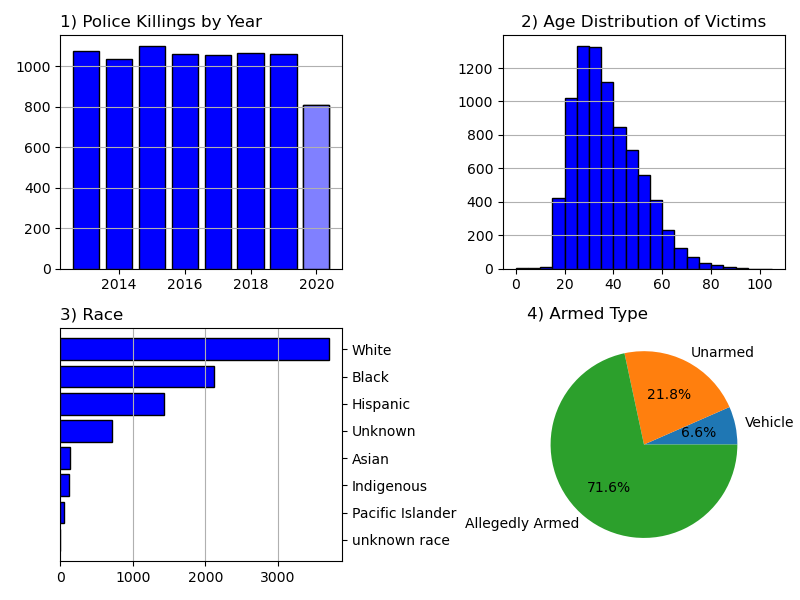 1) Police Killings by Year
1000
800
600
400
200
0
2014 2016 2018 2020
2) Age Distribution of Victims
1200
1000
800
600
400
200
0
0 20 40 60 80 100
3) Race
White
Black
Hispanic
Unknown
Asian
Indigenous
Pacific Islander
unknown race
0 1000 2000 3000
4) Armed Type
Unarmed
21.8%
Vehicle
6.6%
71.6%
Allegedly Armed